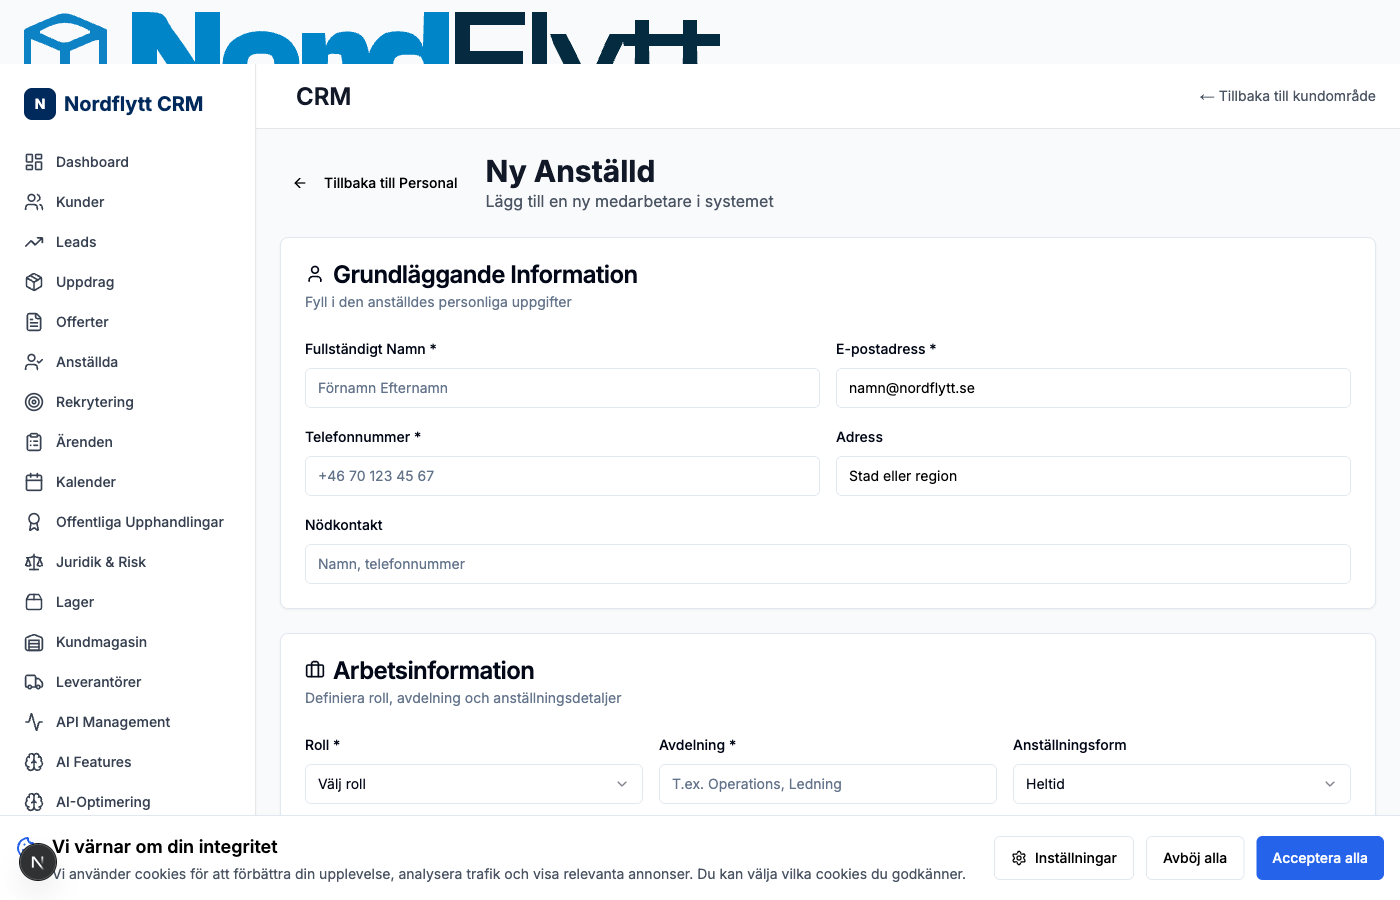 NordFlytt
N Nordflytt CRM
CRM
← Tillbaka till kundområde
Dashboard
Kunder
Leads
Uppdrag
Offerter
Anställda
Rekrytering
Ärenden
Kalender
Offentliga Upphandlingar
Juridik & Risk
Lager
Kundmagasin
Leverantörer
API Management
AI Features
AI-Optimering
Tillbaka till Personal
Ny Anställd
Lägg till en ny medarbetare i systemet
Grundläggande Information
Fyll i den anställdes personliga uppgifter
Fullständigt Namn *
Förnamn Efternamn
E-postadress *
namn@nordflytt.se
Telefonnummer *
+46 70 123 45 67
Adress
Stad eller region
Nödkontakt
Namn, telefonnummer
Arbetsinformation
Definiera roll, avdelning och anställningsdetaljer
Roll *
Välj roll
Avdelning *
T.ex. Operations, Ledning
Anställningsform
Heltid
N
Vi värnar om din integritet
Vi använder cookies för att förbättra din upplevelse, analysera trafik och visa relevanta annonser. Du kan välja vilka cookies du godkänner.
Inställningar
Avböj alla
Acceptera alla